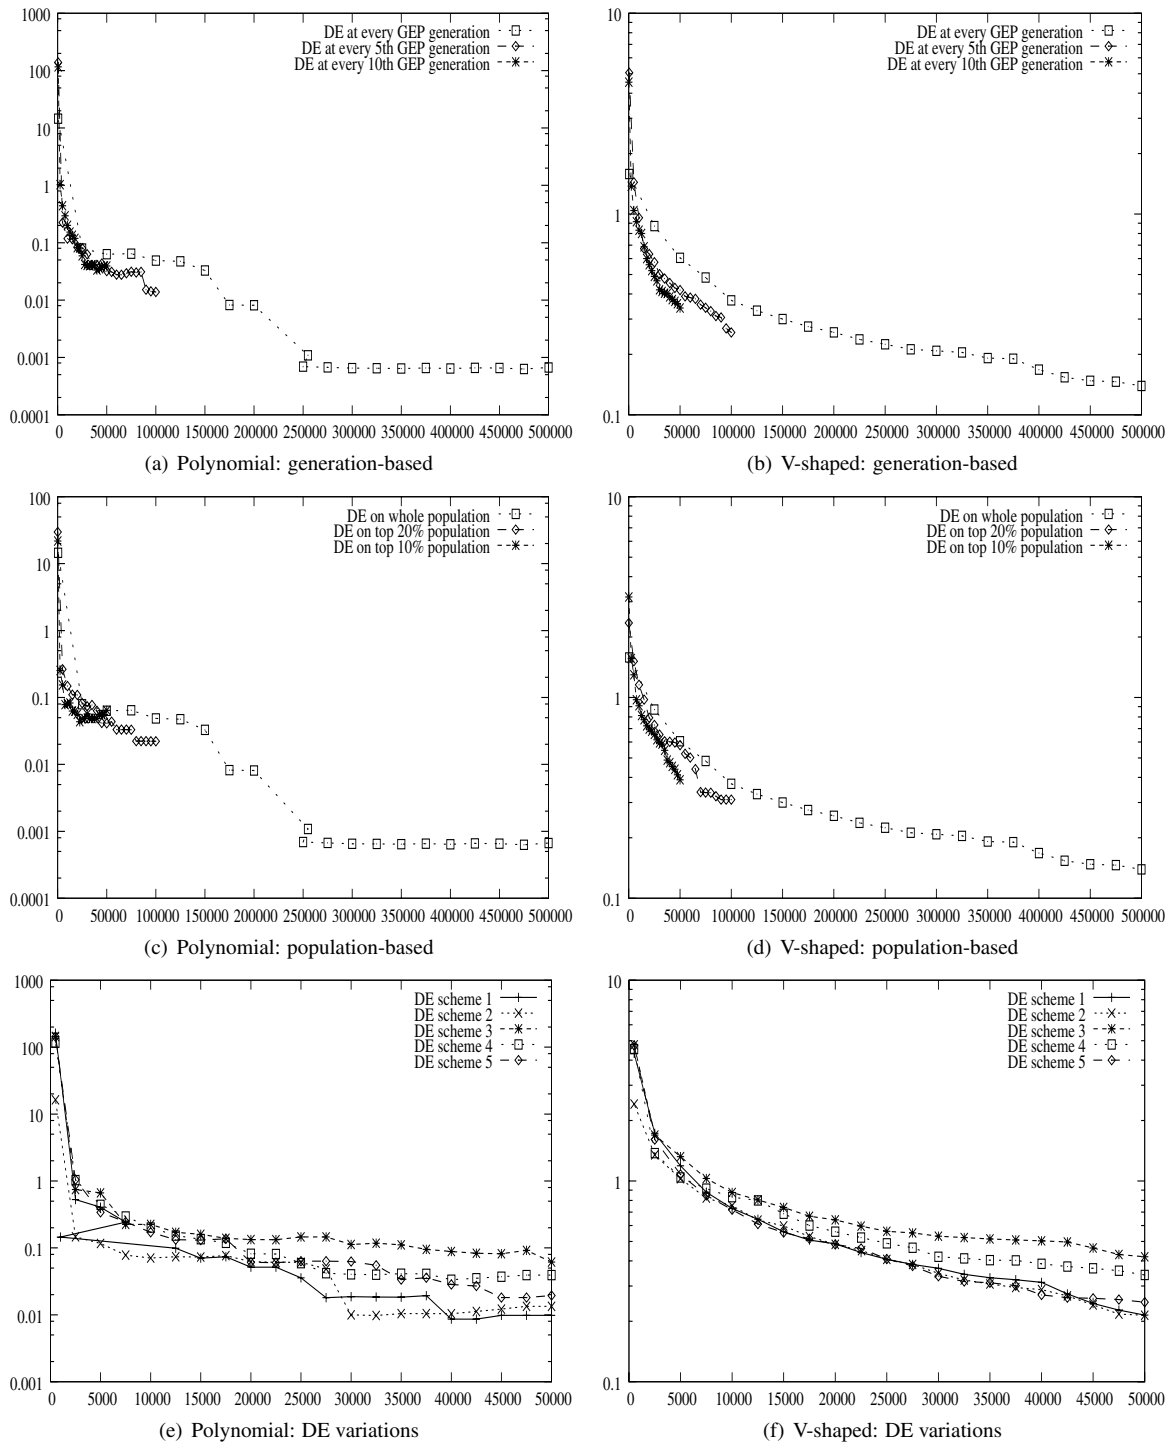 1000
100
10
1
0.1
0.01
0.001
0.0001
DE at every GEP generation
DE at every 5th GEP generation
DE at every 10th GEP generation
0 50000 100000 150000 200000 250000 300000 350000 400000 450000 500000
(a) Polynomial: generation-based
10
1
0.1
DE at every GEP generation
DE at every 5th GEP generation
DE at every 10th GEP generation
0 50000 100000 150000 200000 250000 300000 350000 400000 450000 500000
(b) V-shaped: generation-based
100
10
1
0.1
0.01
0.001
0.0001
DE on whole population
DE on top 20% population
DE on top 10% population
0 50000 100000 150000 200000 250000 300000 350000 400000 450000 500000
(c) Polynomial: population-based
10
1
0.1
DE on whole population
DE on top 20% population
DE on top 10% population
0 50000 100000 150000 200000 250000 300000 350000 400000 450000 500000
(d) V-shaped: population-based
1000
100
10
1
0.1
0.01
0.001
DE scheme 1
DE scheme 2
DE scheme 3
DE scheme 4
DE scheme 5
0 5000 10000 15000 20000 25000 30000 35000 40000 45000 50000
(e) Polynomial: DE variations
10
1
0.1
DE scheme 1
DE scheme 2
DE scheme 3
DE scheme 4
DE scheme 5
0 5000 10000 15000 20000 25000 30000 35000 40000 45000 50000
(f) V-shaped: DE variations